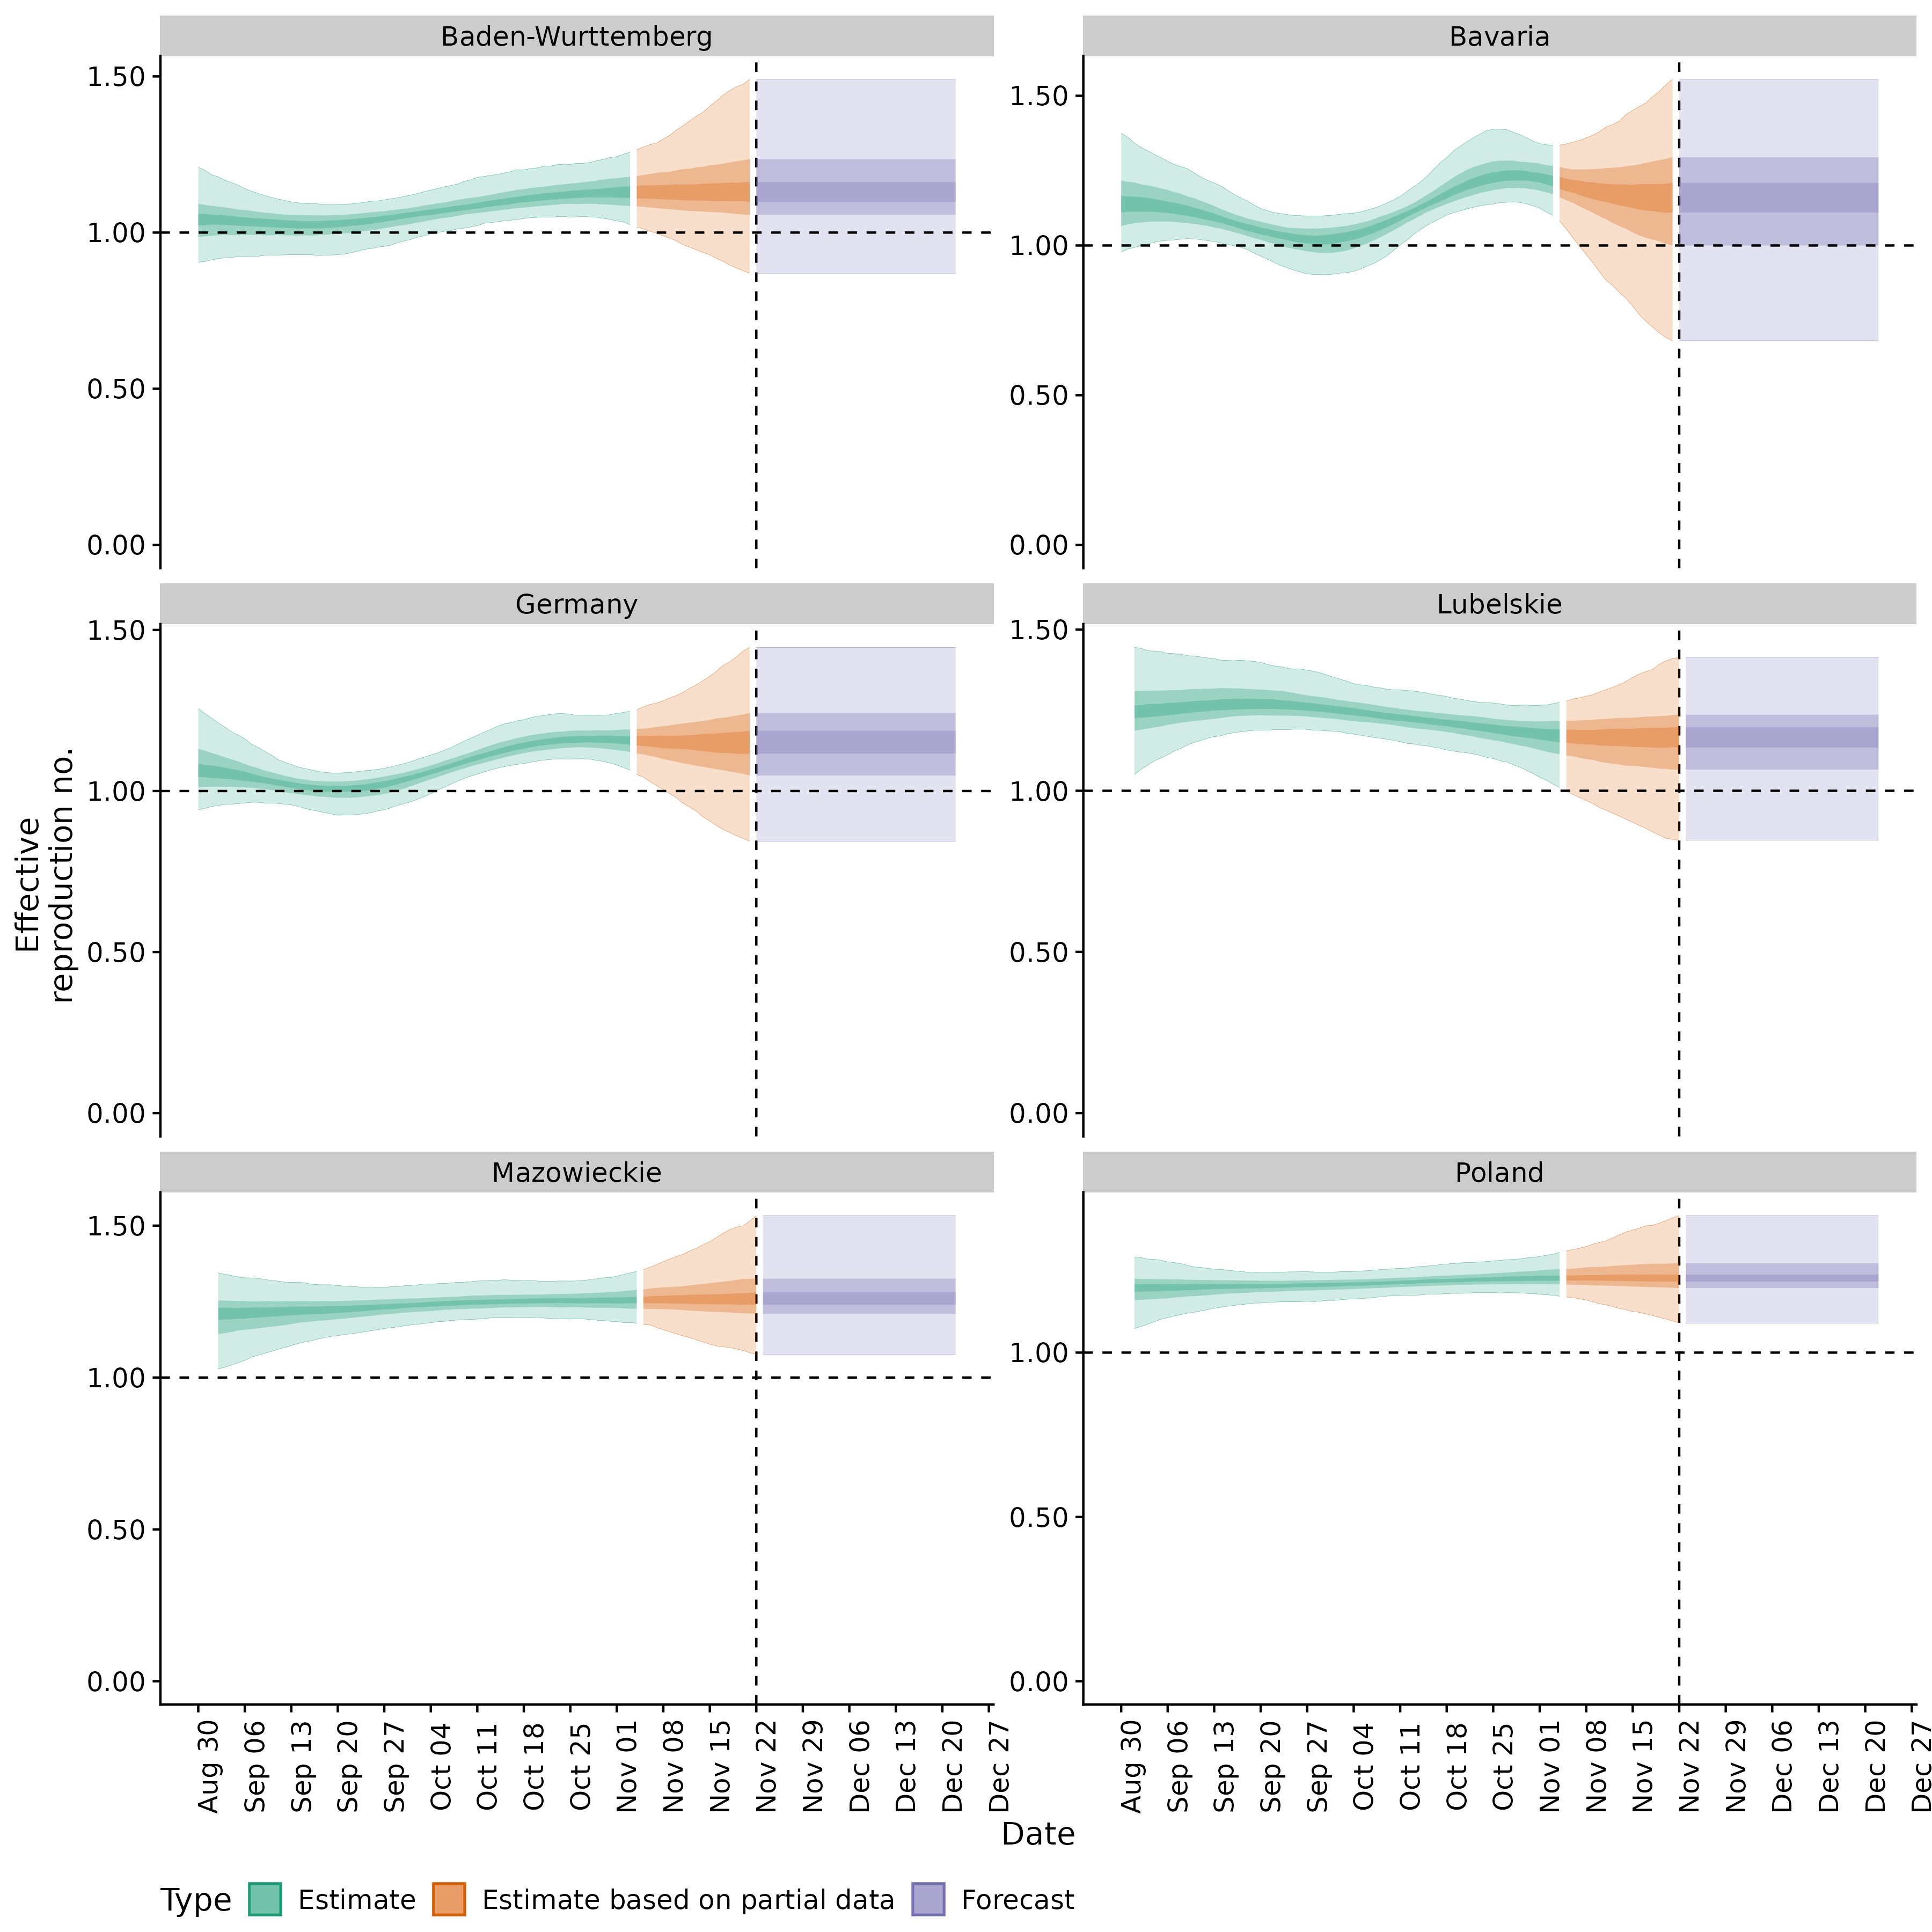 Baden-Wurttemberg
Bavaria
1.50
1.00
0.50
0.00
1.50
1.00
0.50
0.00
Germany
Lubelskie
1.50
1.00
0.50
0.00
1.50
1.00
0.50
0.00
Effective
reproduction no.
Mazowieckie
Poland
1.50
1.00
0.50
0.00
1.00
0.50
0.00
Aug 30
Sep 06
Sep 13
Sep 20
Sep 27
Oct 04
Oct 11
Oct 18
Oct 25
Nov 01
Nov 08
Nov 15
Nov 22
Nov 29
Dec 06
Dec 13
Dec 20
Dec 27
Aug 30
Sep 06
Sep 13
Sep 20
Sep 27
Oct 04
Oct 11
Oct 18
Oct 25
Nov 01
Nov 08
Nov 15
Nov 22
Nov 29
Dec 06
Dec 13
Dec 20
Dec 27
Date
Type Estimate Estimate based on partial data Forecast